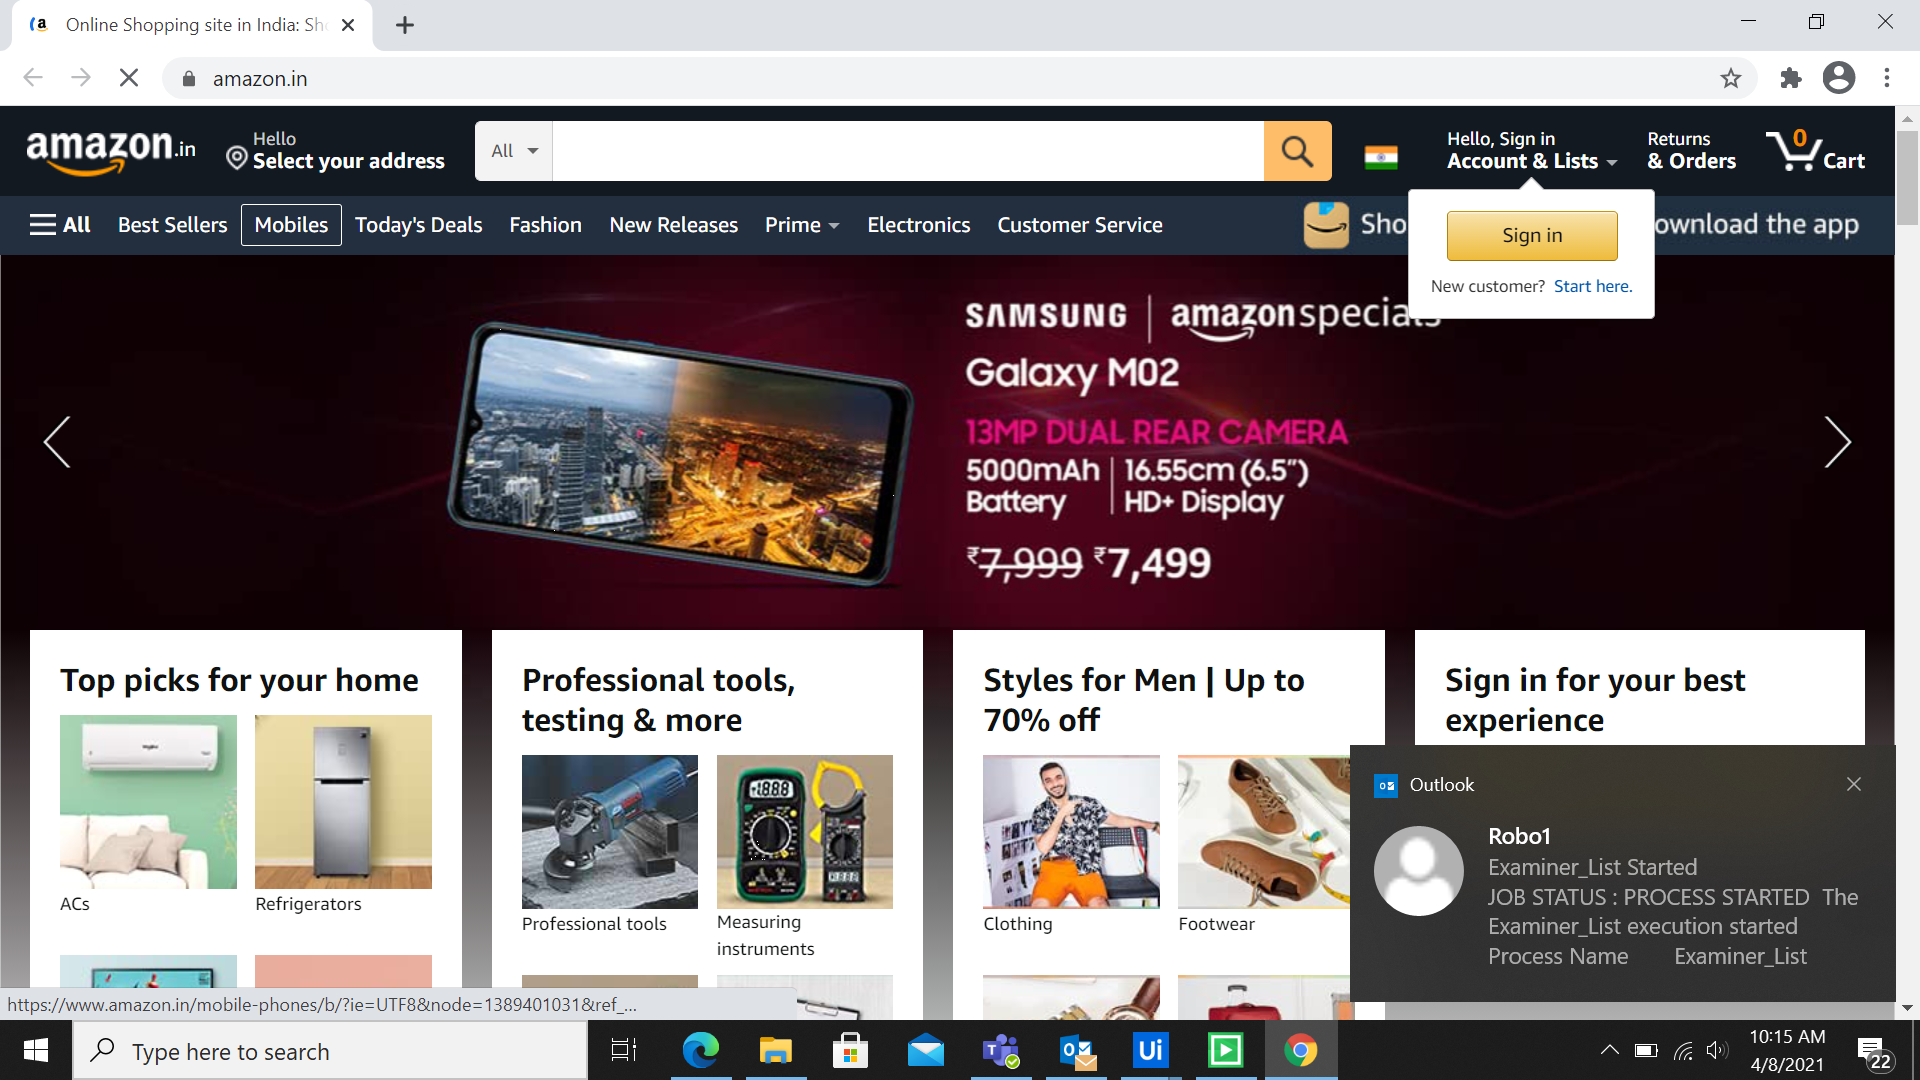 Online Shopping site in India: Sh
amazon.in
amazon.in
Hello
Select your address
All
Hello, Sign in
Account & Lists
Returns
& Orders
0
Cart
All
Best Sellers
Mobiles
Today's Deals
Fashion
New Releases
Prime
Electronics
Customer Service
Sho
ownload the app
Sign in
New customer? Start here.
SAMSUNG | amazonspecials
Galaxy M02
13MP DUAL REAR CAMERA
5000mAh | 16.55cm (6.5")
Battery | HD+ Display
₹7,999 ₹7,499
Top picks for your home
ACs
Refrigerators
Professional tools,
testing & more
Professional tools
Measuring
instruments
Styles for Men | Up to
70% off
Clothing
Footwear
Sign in for your best
experience
Outlook
Robo1
Examiner_List Started
JOB STATUS : PROCESS STARTED The
Examiner_List execution started
Process Name Examiner_List
https://www.amazon.in/mobile-phones/b/?ie=UTF8&node=1389401031&ref_...
Type here to search
Ui
10:15 AM
4/8/2021
22